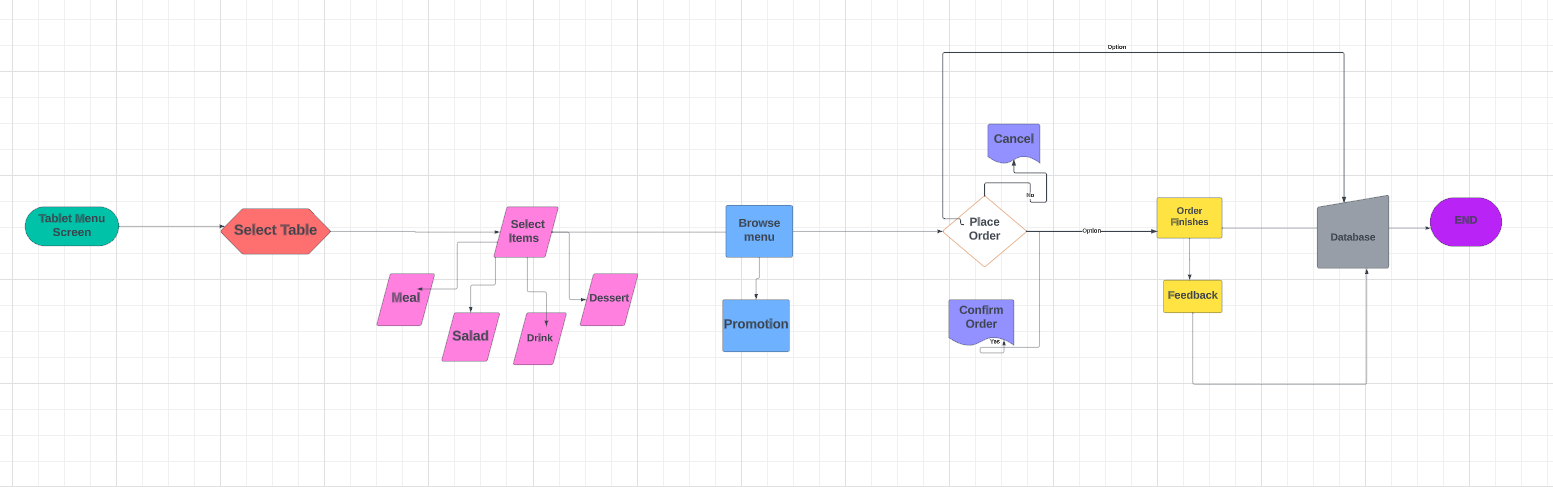 Option
Cancel
No
Tablet Menu
Screen
Select Table
Select
Items
Browse
menu
Place
Order
Option
Order
Finishes
Database
END
Meal
Salad
Drink
Dessert
Promotion
Confirm
Order
Yes
Feedback